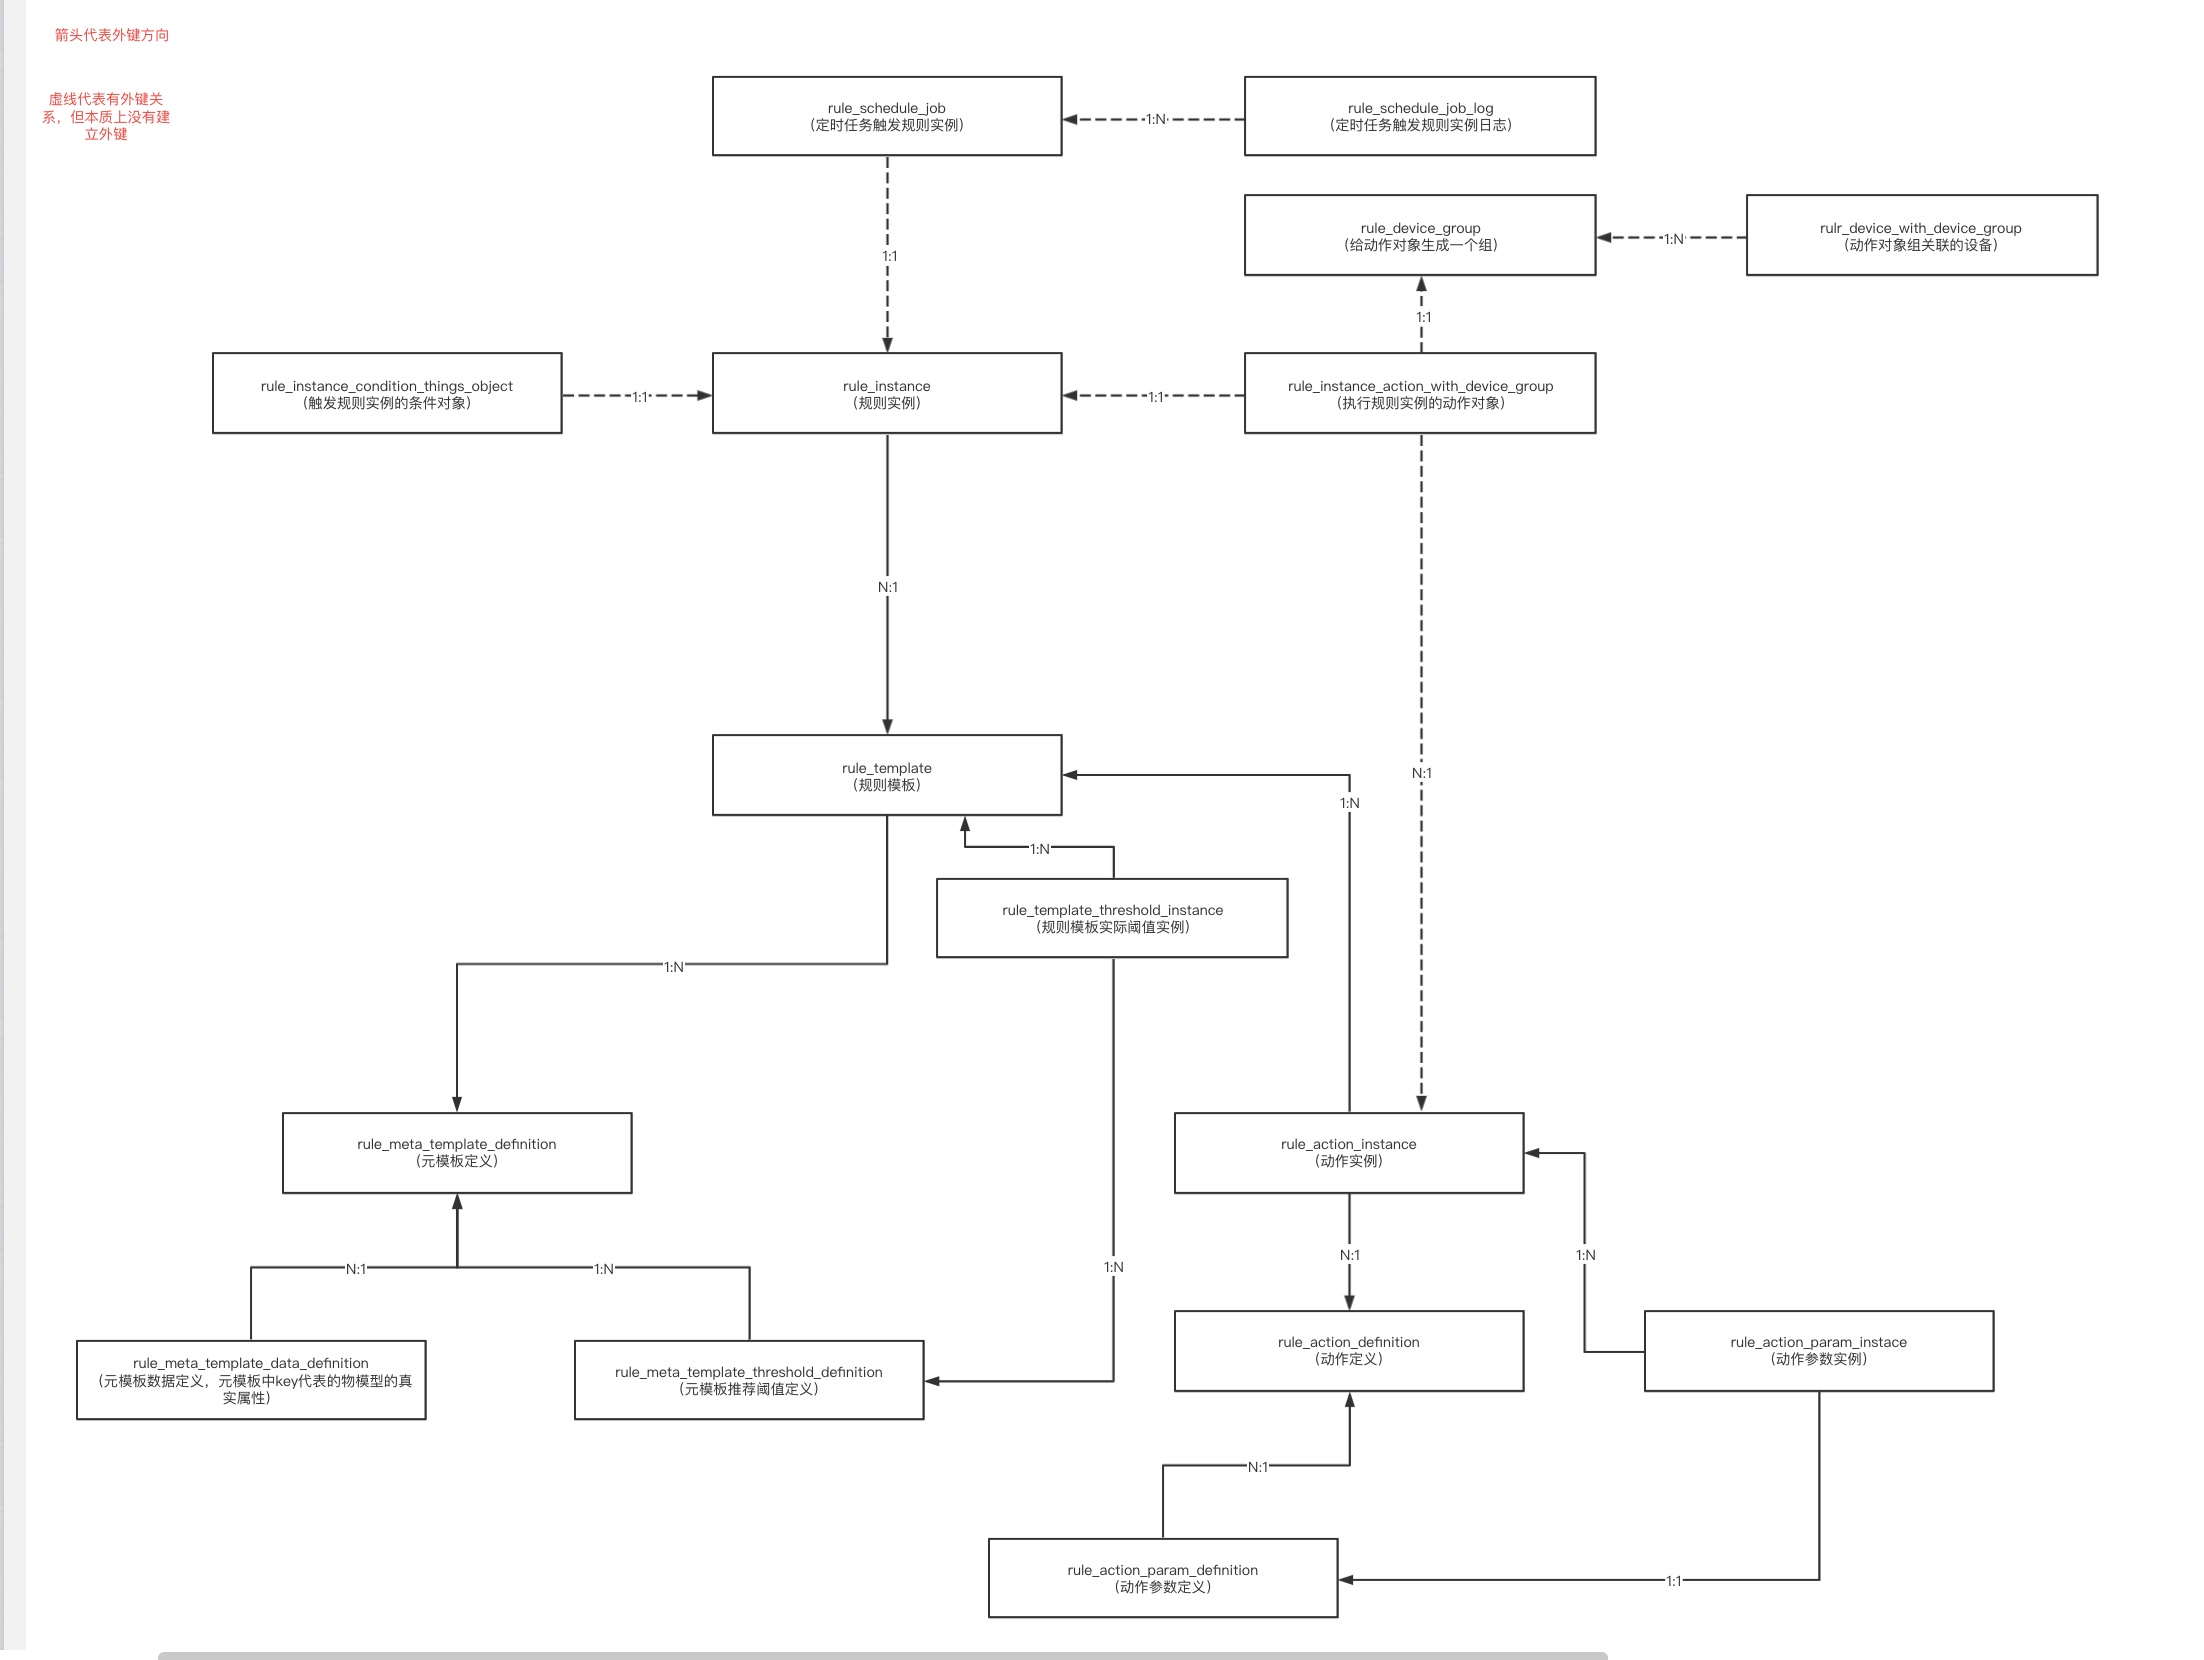 箭头代表外键方向
虚线代表有外键关
系，但本质上没有建
立外键
rule_schedule_job
（定时任务触发规则实例）
1:N
rule_schedule_job_log
（定时任务触发规则实例日志）
rule_device_group
（给动作对象生成一个组）
1:N
rulr_device_with_device_group
（动作对象组关联的设备）
1:1
1:1
rule_instance_condition_things_object
（触发规则实例的条件对象）
1:1
rule_instance
（规则实例）
1:1
rule_instance_action_with_device_group
（执行规则实例的动作对象）
N:1
N:1
rule_template
（规则模板）
1:N
1:N
rule_template_threshold_instance
（规则模板实际阈值实例）
1:N
rule_meta_template_definition
（元模板定义）
rule_action_instance
（动作实例）
N:1
1:N
1:N
N:1
1:N
rule_meta_template_data_definition
（元模板数据定义，元模板中key代表的物模型的真
实属性）
rule_meta_template_threshold_definition
（元模板推荐阈值定义）
rule_action_definition
（动作定义）
rule_action_param_instace
（动作参数实例）
N:1
rule_action_param_definition
（动作参数定义）
1:1